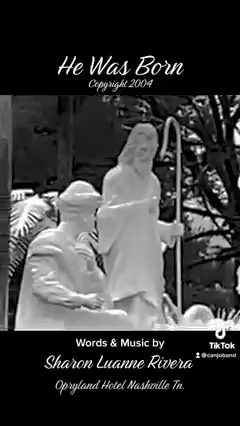 He Was Born
Copyright 2004
TikTok
@canjoband
Words & Music by
Sharon Luanne Rivera
Opryland Hotel Nashville Tn.